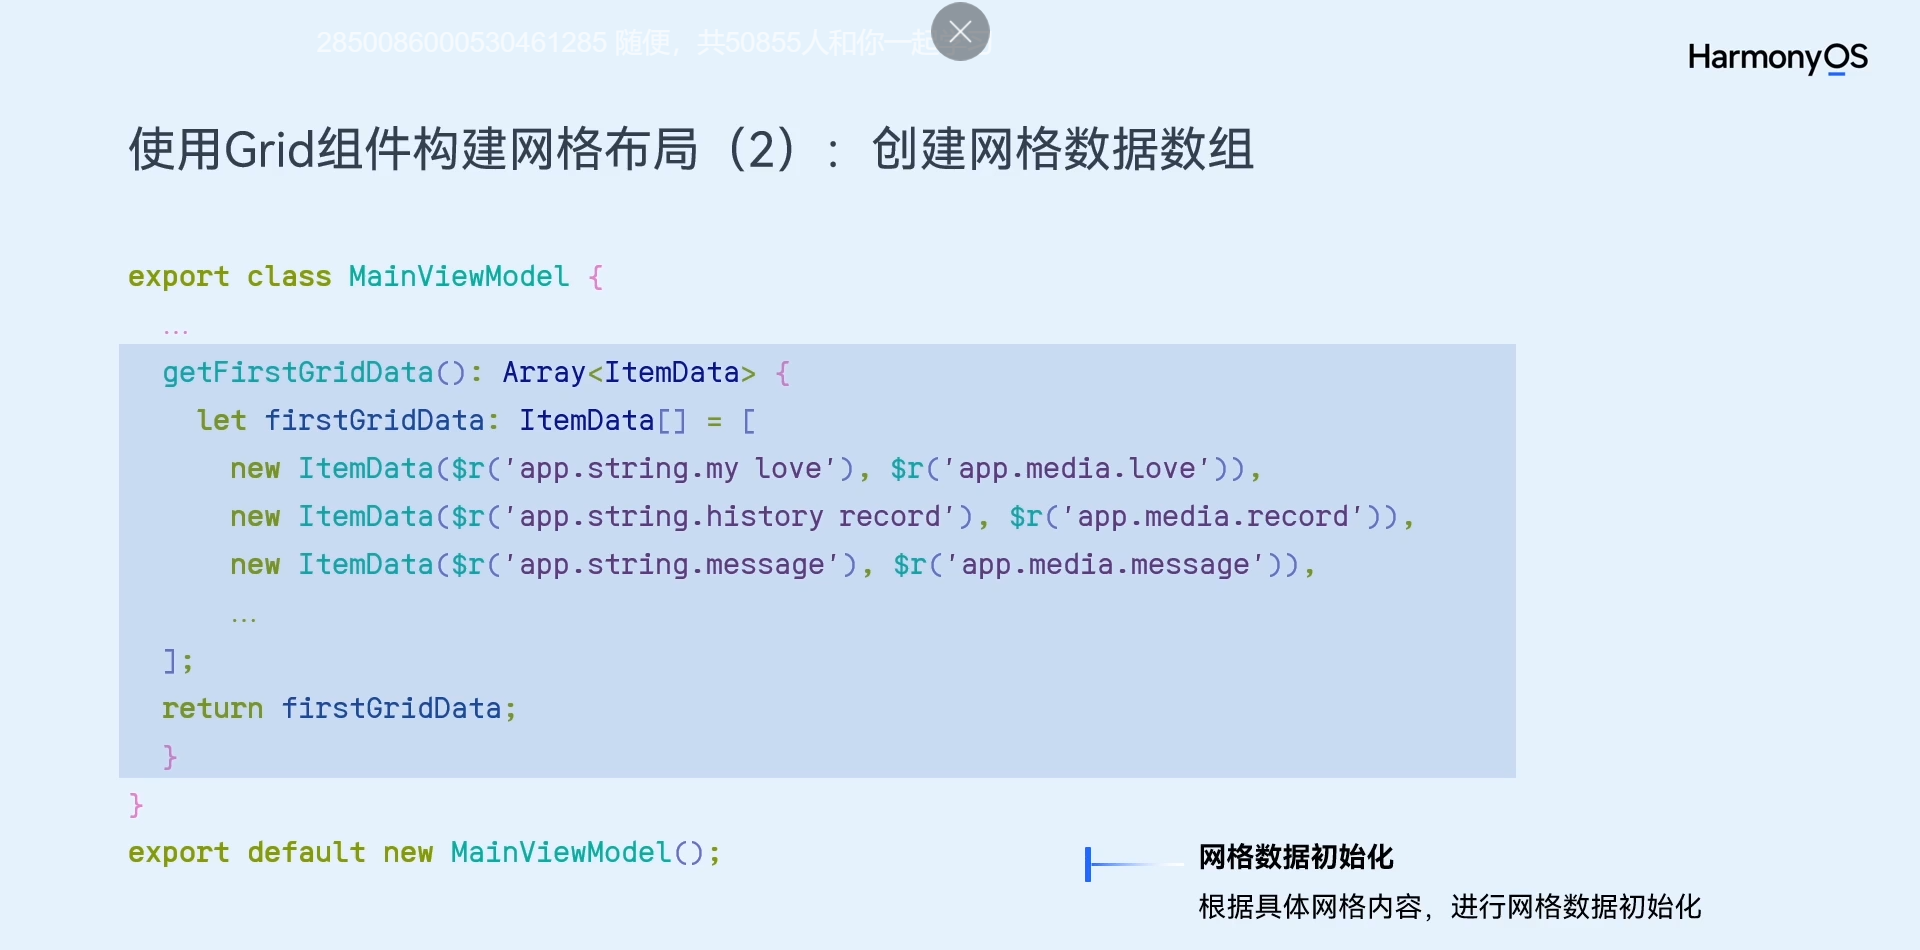 2850086000530461285 随便，共50855人和你一起学习
HarmonyOS
使用Grid组件构建网格布局（2）：创建网格数据数组
export class MainViewModel {
...
getFirstGridData(): Array<ItemData> {
let firstGridData: ItemData[] = [
new ItemData($r('app.string.my love'), $r('app.media.love')),
new ItemData($r('app.string.history record'), $r('app.media.record')),
new ItemData($r('app.string.message'), $r('app.media.message')),
...
];
return firstGridData;
}
}
export default new MainViewModel();
网格数据初始化
根据具体网格内容，进行网格数据初始化